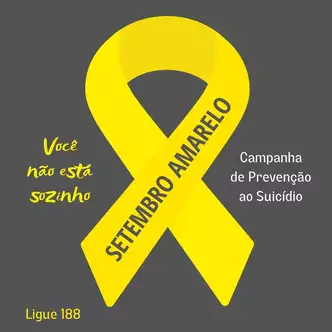 Você
não está
sozinho
SETEMBRO AMARELO
Campanha
de Prevenção
ao Suicídio
Ligue 188